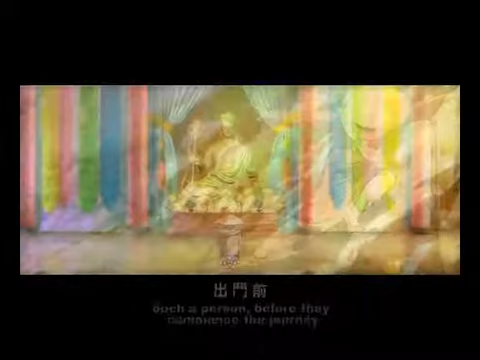 出門前
Such a person, before they
commence the journey